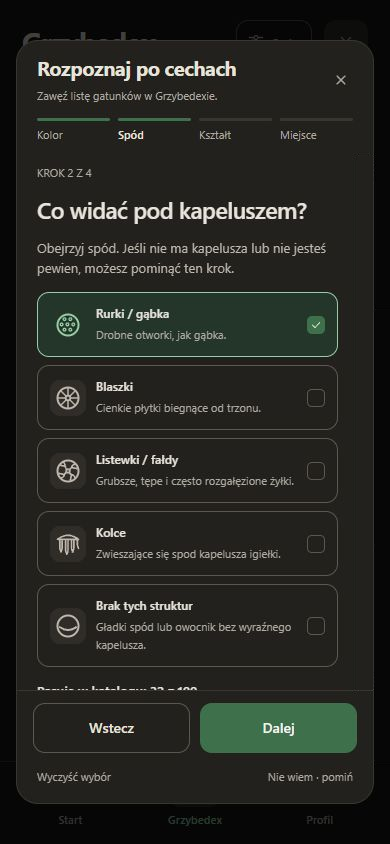 Rozpoznaj po cechach
Zawęź listę gatunków w Grzybedexie.
Kolor
Spód
Kształt
Miejsce
KROK 2 Z 4
Co widać pod kapeluszem?
Obejrzyj spód. Jeśli nie ma kapelusza lub nie jesteś
pewien, możesz pominąć ten krok.
Rurki / gąbka
Drobne otworki, jak gąbka.
Blaszki
Cienkie płytki biegnące od trzonu.
Listewki / fałdy
Grubsze, tępe i często rozgałęzione żyłki.
Kolce
Zwieszające się spod kapelusza igiełki.
Brak tych struktur
Gładki spód lub owocnik bez wyraźnego
kapelusza.
Wstecz
Dalej
Wyczyść wybór
Nie wiem · pomiń
Start
Grzybedex
Profil